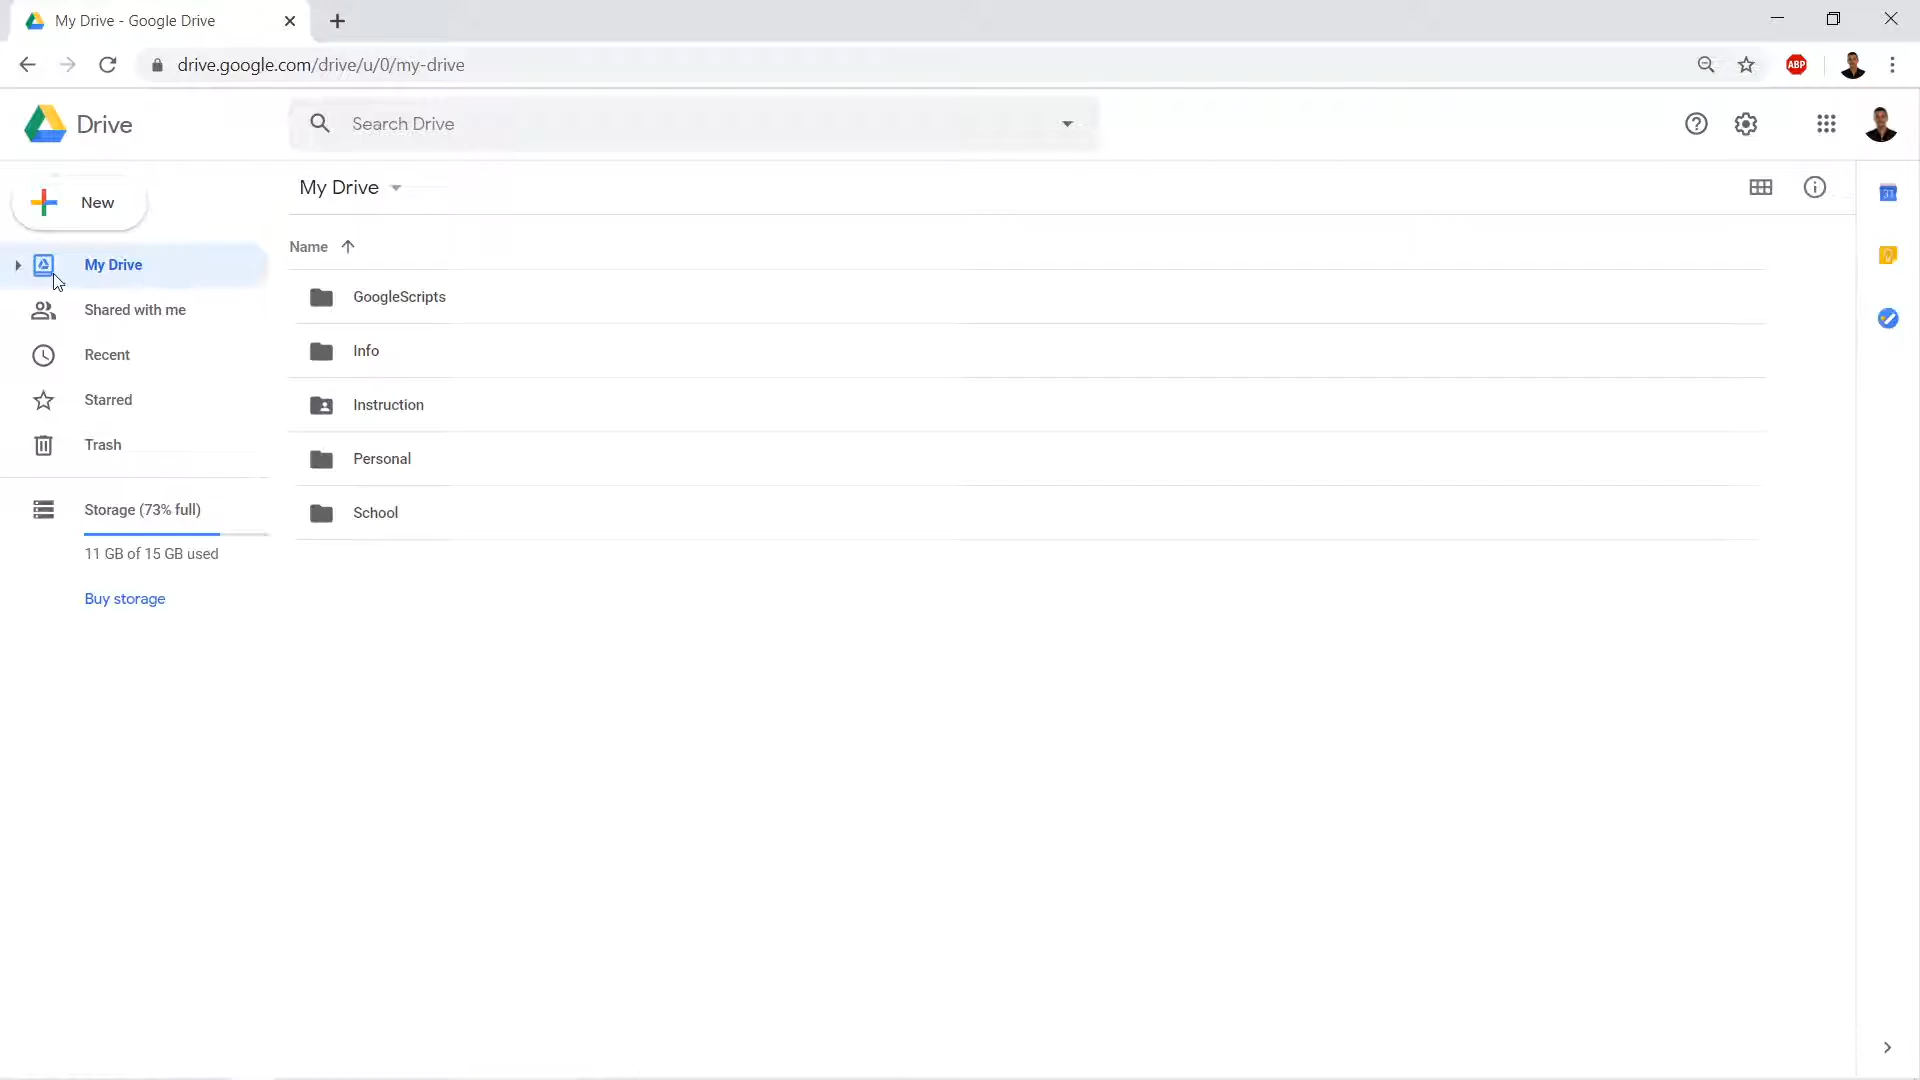 My Drive - Google Drive
drive.google.com/drive/u/0/my-drive
ABP
Drive
Search Drive
New
My Drive
31
Name
My Drive
GoogleScripts
Shared with me
Info
Recent
Starred
Instruction
Trash
Personal
Storage (73% full)
School
11 GB of 15 GB used
Buy storage